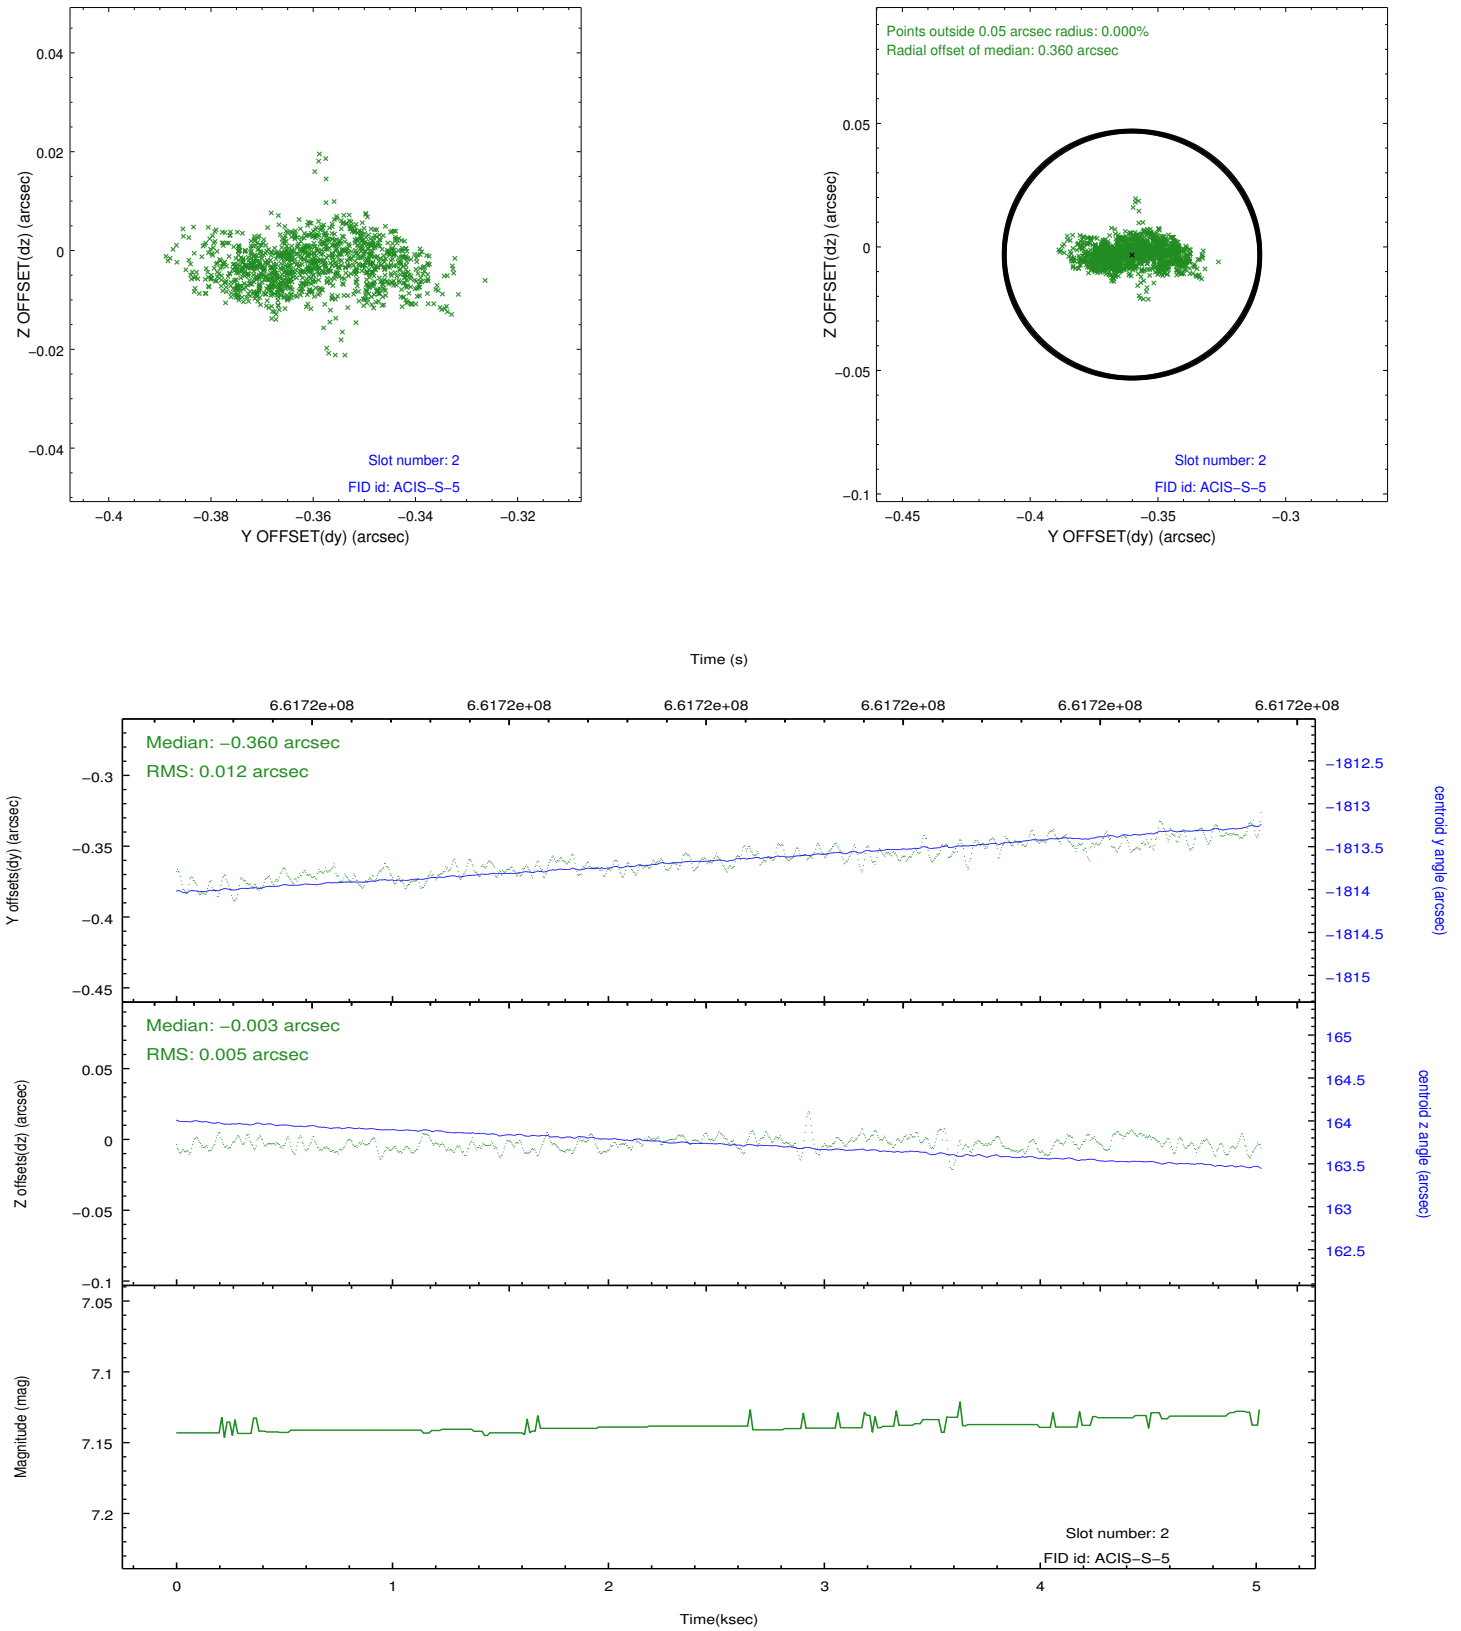 0.04
0.02
0
−0.02
−0.04
Z OFFSET(dz) (arcsec)
Slot number: 2
FID id: ACIS−S−5
−0.4
−0.38
−0.36
−0.34
−0.32
Y OFFSET(dy) (arcsec)
Points outside 0.05 arcsec radius: 0.000%
Radial offset of median: 0.360 arcsec
0.05
0
−0.05
−0.1
Z OFFSET(dz) (arcsec)
Slot number: 2
FID id: ACIS−S−5
−0.45
−0.4
−0.35
−0.3
Y OFFSET(dy) (arcsec)
Time (s)
6.6172e+08
6.6172e+08
6.6172e+08
6.6172e+08
6.6172e+08
6.6172e+08
Median: −0.360 arcsec
RMS: 0.012 arcsec
−0.3
−0.35
−0.4
−0.45
Y offsets(dy) (arcsec)
−1812.5
−1813
−1813.5
−1814
−1814.5
−1815
centroid y angle (arcsec)
Median: −0.003 arcsec
RMS: 0.005 arcsec
0.05
0
−0.05
−0.1
Z offsets(dz) (arcsec)
165
164.5
164
163.5
163
162.5
centroid z angle (arcsec)
7.05
7.1
7.15
7.2
Magnitude (mag)
Slot number: 2
FID id: ACIS−S−5
0
1
2
3
4
5
Time(ksec)